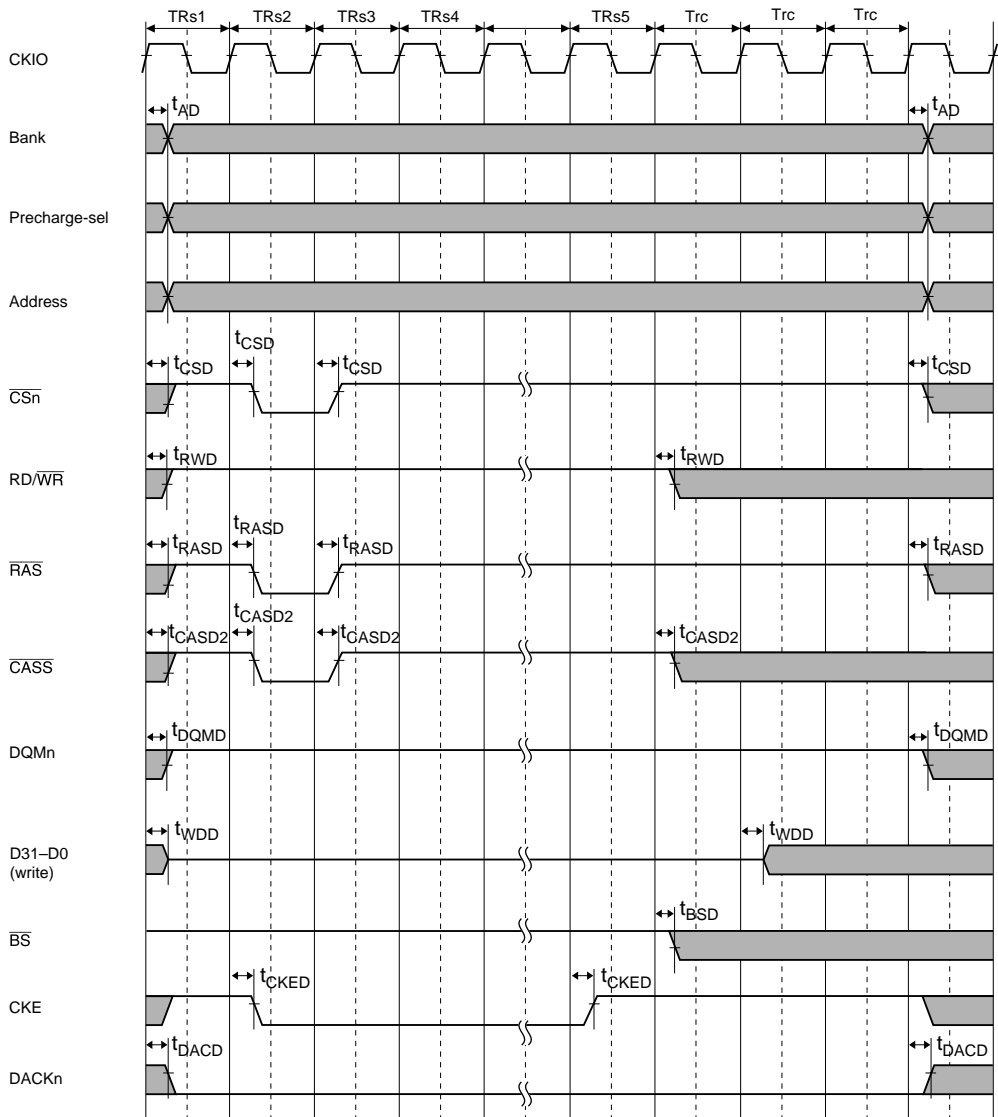 TRs1 TRs2 TRs3 TRs4 TRs5 Trc Trc Trc
CKIO
tAD tAD
Bank
Precharge-sel
Address
tCSD
tCSD tCSD tCSD
CSn
tRWD tRWD
RD/WR
tRASD
tRASD tRASD tRASD
RAS
tCASD2
tCASD2 tCASD2 tCASD2
CASS
tDQMD tDQMD
DQMn
tWDD tWDD
D31–D0
(write)
tBSD
BS
tCKED tCKED
CKE
tDACD tDACD
DACKn